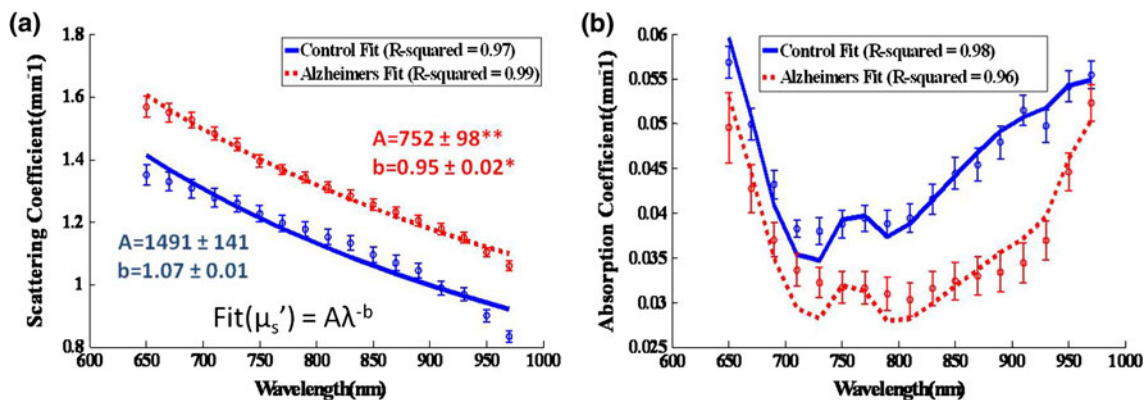 (a)
Scattering Coefficient(mm-1)
1.8
1.6
1.4
1.2
1
0.8
Control Fit (R-squared = 0.97)
Alzheimers Fit (R-squared = 0.99)
A=752 ± 98**
b=0.95 ± 0.02*
A=1491 ± 141
b=1.07 ± 0.01
Fit(μs') = Aλ-b
600 650 700 750 800 850 900 950 1000
Wavelength(nm)
(b)
Absorption Coefficient(mm-1)
0.06
0.055
0.05
0.045
0.04
0.035
0.03
0.025
Control Fit (R-squared = 0.98)
Alzheimers Fit (R-squared = 0.96)
600 650 700 750 800 850 900 950 1000
Wavelength(nm)